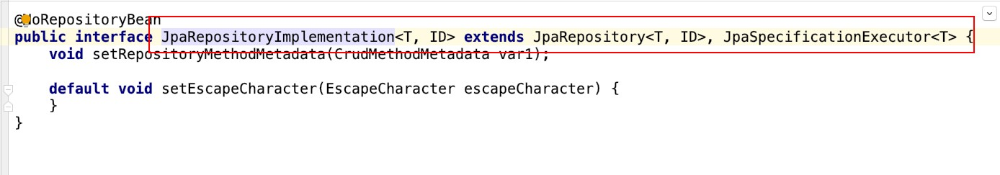 @NoRepositoryBean
public interface JpaRepositoryImplementation<T, ID> extends JpaRepository<T, ID>, JpaSpecificationExecutor<T> {
    void setRepositoryMethodMetadata(CrudMethodMetadata var1);
    default void setEscapeCharacter(EscapeCharacter escapeCharacter) {
    }
}